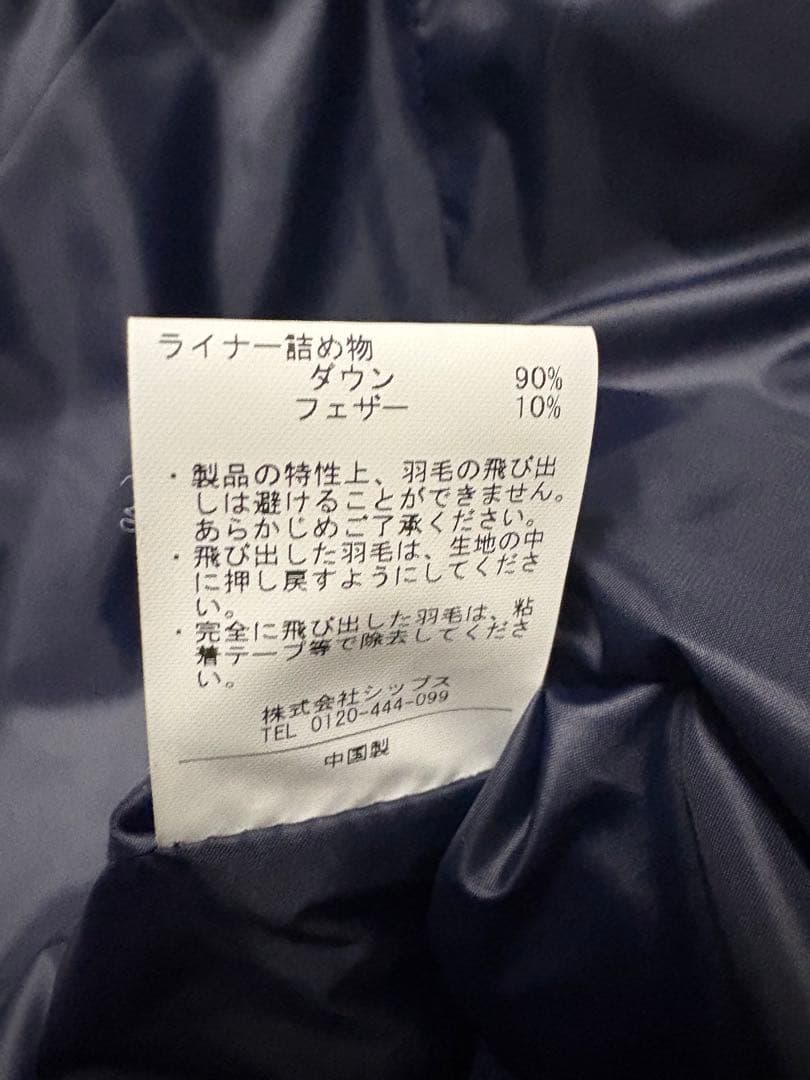 ライナー詰め物
ダウン 90%
フェザー 10%
・製品の特性上、羽毛の飛び出
しは避けることができません。
あらかじめご了承ください。
・飛び出した羽毛は、生地の中
に押し戻すようにしてくださ
い。
・完全に飛び出した羽毛は、粘
着テープ等で除去してくださ
い。
株式会社シップス
TEL 0120-444-099
中国製